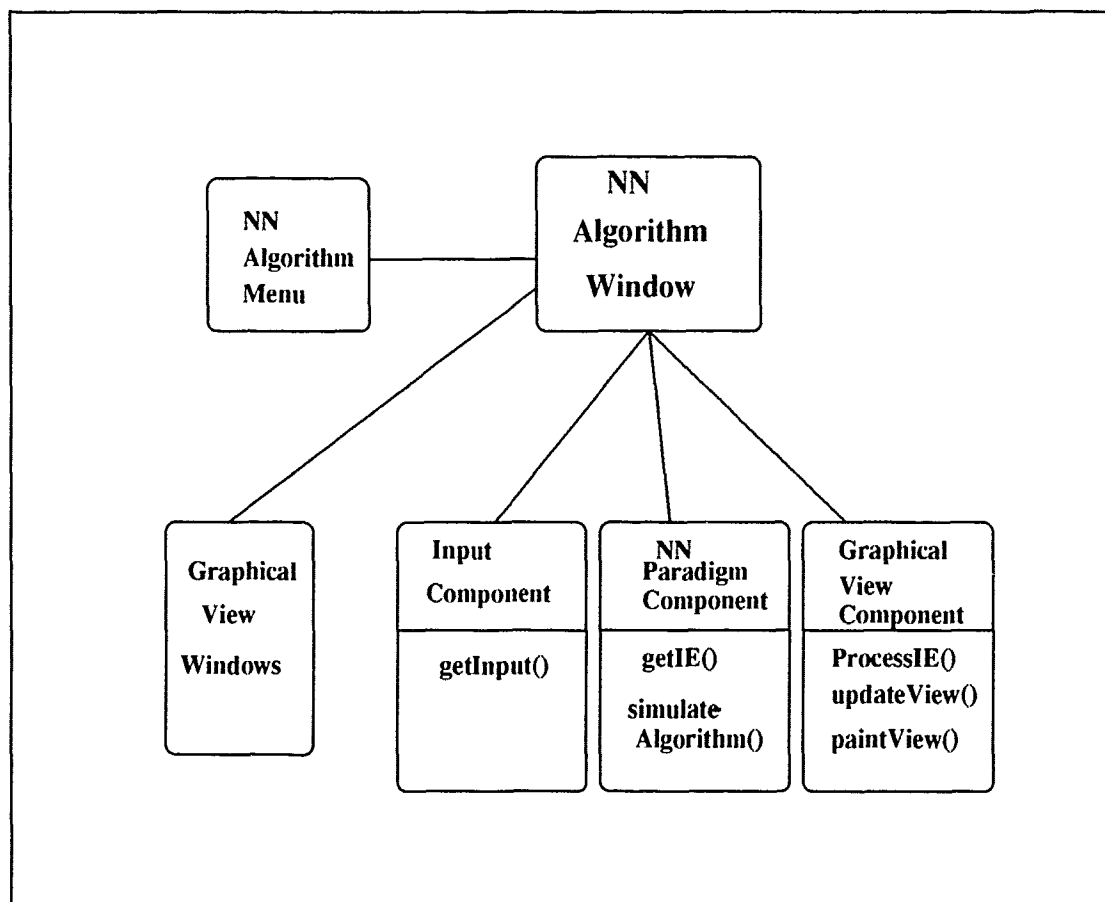 NN
Algorithm
Menu
NN
Algorithm
Window
Graphical
View
Windows
Input
Component
getInput()
NN
Paradigm
Component
getIE()
simulate-
Algorithm()
Graphical
View
Component
ProcessIE()
updateView()
paintView()